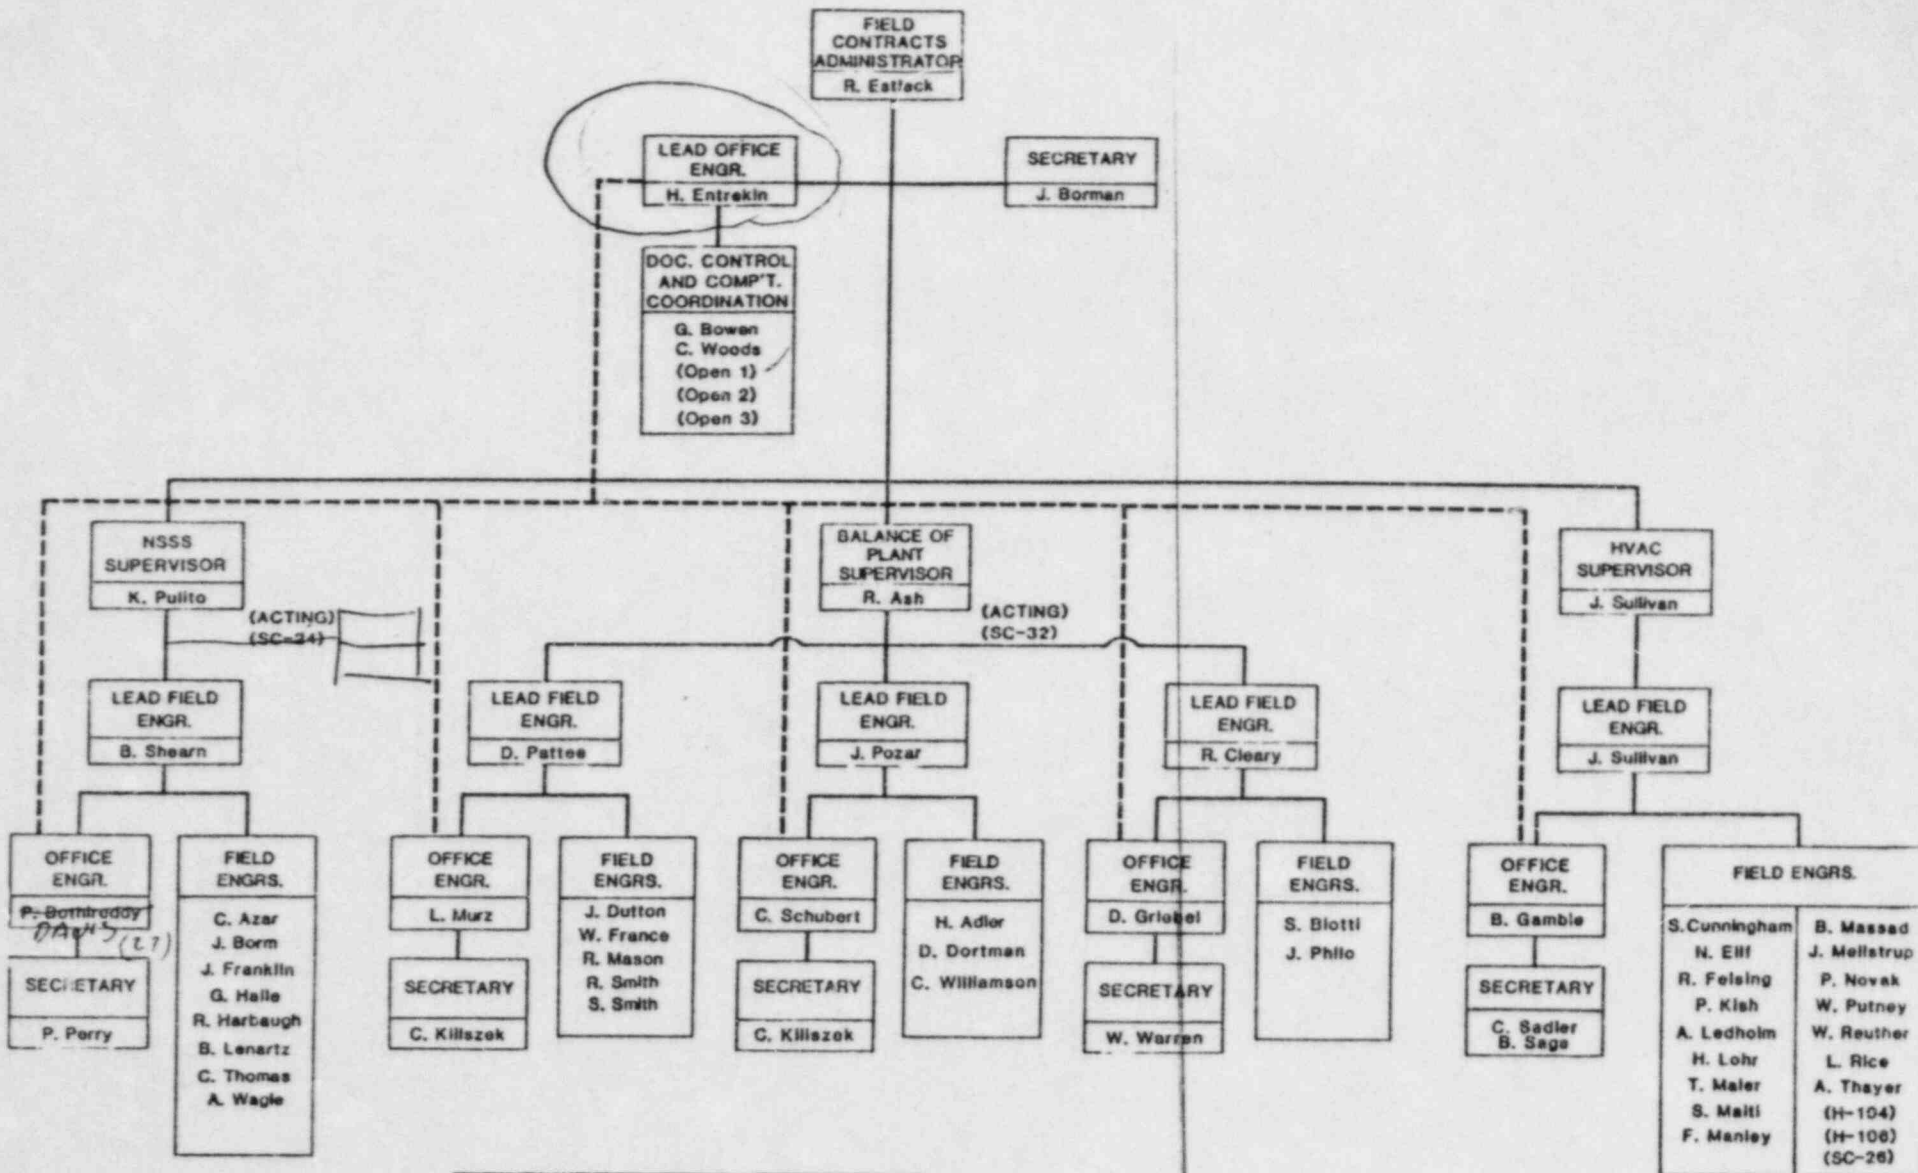 FIELD
CONTRACTS
ADMINISTRATOR
R. Estfack
LEAD OFFICE
ENGR.
H. Entrekin
SECRETARY
J. Borman
DOC. CONTROL
AND COMP'T.
COORDINATION
G. Bowen
C. Woods
(Open 1)
(Open 2)
(Open 3)
NSSS
SUPERVISOR
K. Pulito
(ACTING)
(SC-24)
BALANCE OF
PLANT
SUPERVISOR
R. Ash
(ACTING)
(SC-32)
HVAC
SUPERVISOR
J. Sullivan
LEAD FIELD
ENGR.
B. Shearn
LEAD FIELD
ENGR.
D. Pattee
LEAD FIELD
ENGR.
J. Pozar
LEAD FIELD
ENGR.
R. Cleary
LEAD FIELD
ENGR.
J. Sullivan
OFFICE
ENGR.
P. Bothireddy
SECRETARY
P. Perry
FIELD
ENGRS.
C. Azar
J. Borm
J. Franklin
G. Halle
R. Harbaugh
B. Lenartz
C. Thomas
A. Wagle
OFFICE
ENGR.
L. Murz
SECRETARY
C. Kiliszek
FIELD
ENGRS.
J. Dutton
W. France
R. Mason
R. Smith
S. Smith
OFFICE
ENGR.
C. Schubert
SECRETARY
C. Kiliszek
FIELD
ENGRS.
H. Adler
D. Dortman
C. Williamson
OFFICE
ENGR.
D. Griebel
SECRETARY
W. Warren
FIELD
ENGRS.
S. Blotti
J. Philo
OFFICE
ENGR.
B. Gamble
SECRETARY
C. Sadler
B. Sage
FIELD ENGRS.
S.Cunningham
N. Elif
R. Felsing
P. Kish
A. Ledholm
H. Lohr
T. Maler
S. Malti
F. Manley
B. Massad
J. Mellstrup
P. Novak
W. Putney
W. Reuther
L. Rice
A. Thayer
(H-104)
(H-106)
(SC-26)